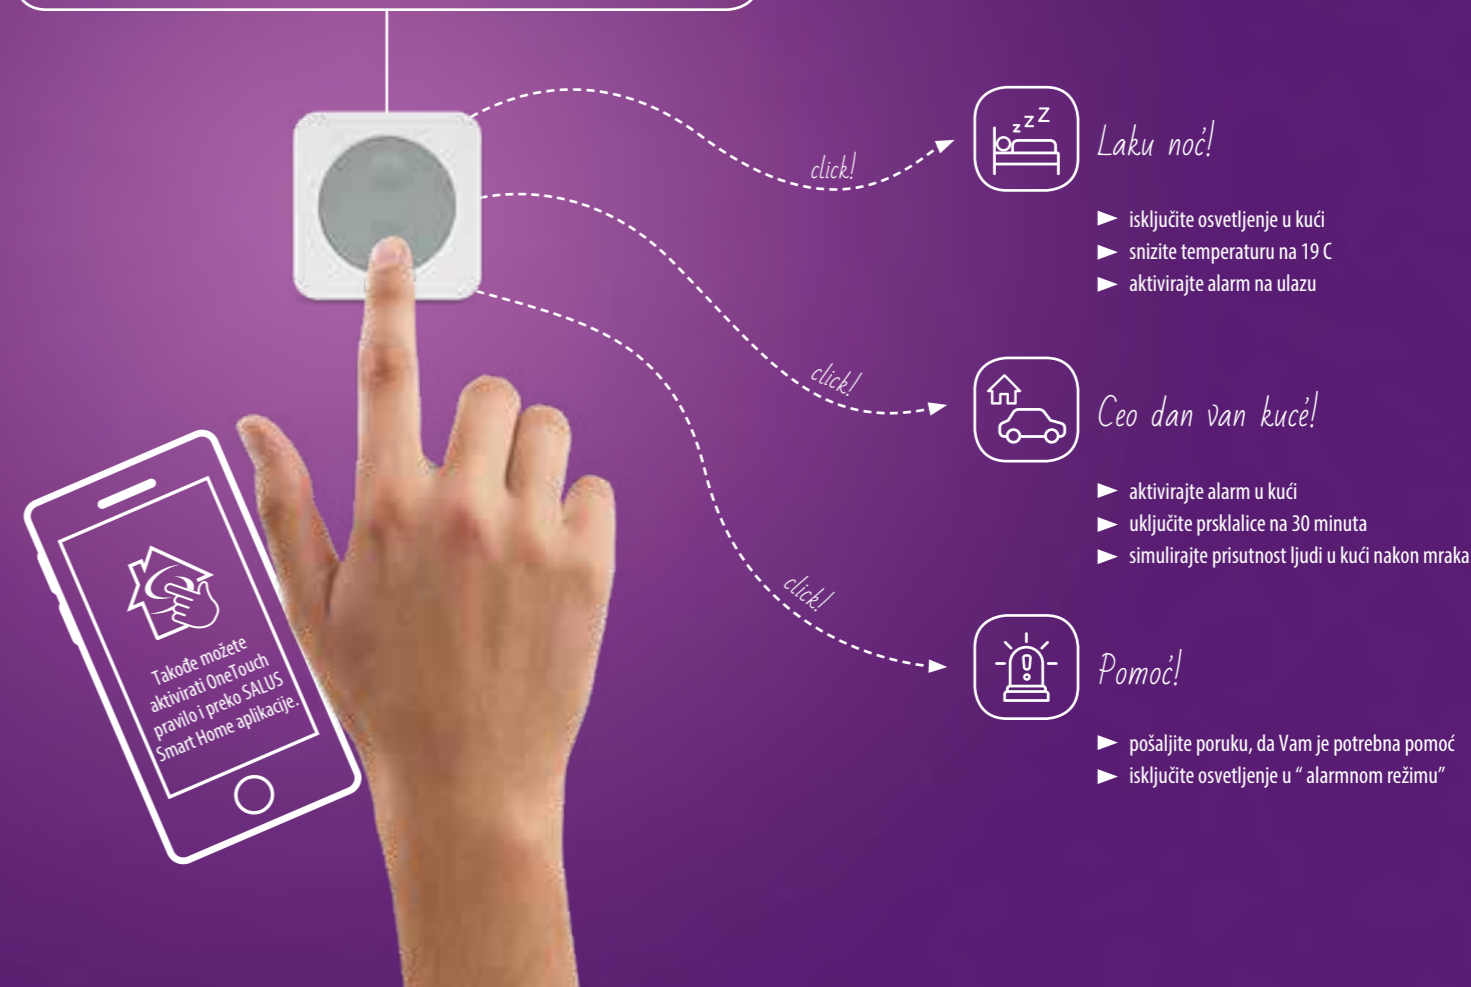 click!
Laku noć!
isključite osvetljenje u kući
snizite temperaturu na 19 C
aktivirajte alarm na ulazu
click!
Ceo dan van kuće!
aktivirajte alarm u kući
uključite prsklalice na 30 minuta
simulirajte prisutnost ljudi u kući nakon mraka
click!
Pomoć!
pošaljite poruku, da Vam je potrebna pomoć
isključite osvetljenje u “ alarmnom režimu”
Takođe možete
aktivirati OneTouch
pravilo i preko SALUS
Smart Home aplikacije.
z z Z